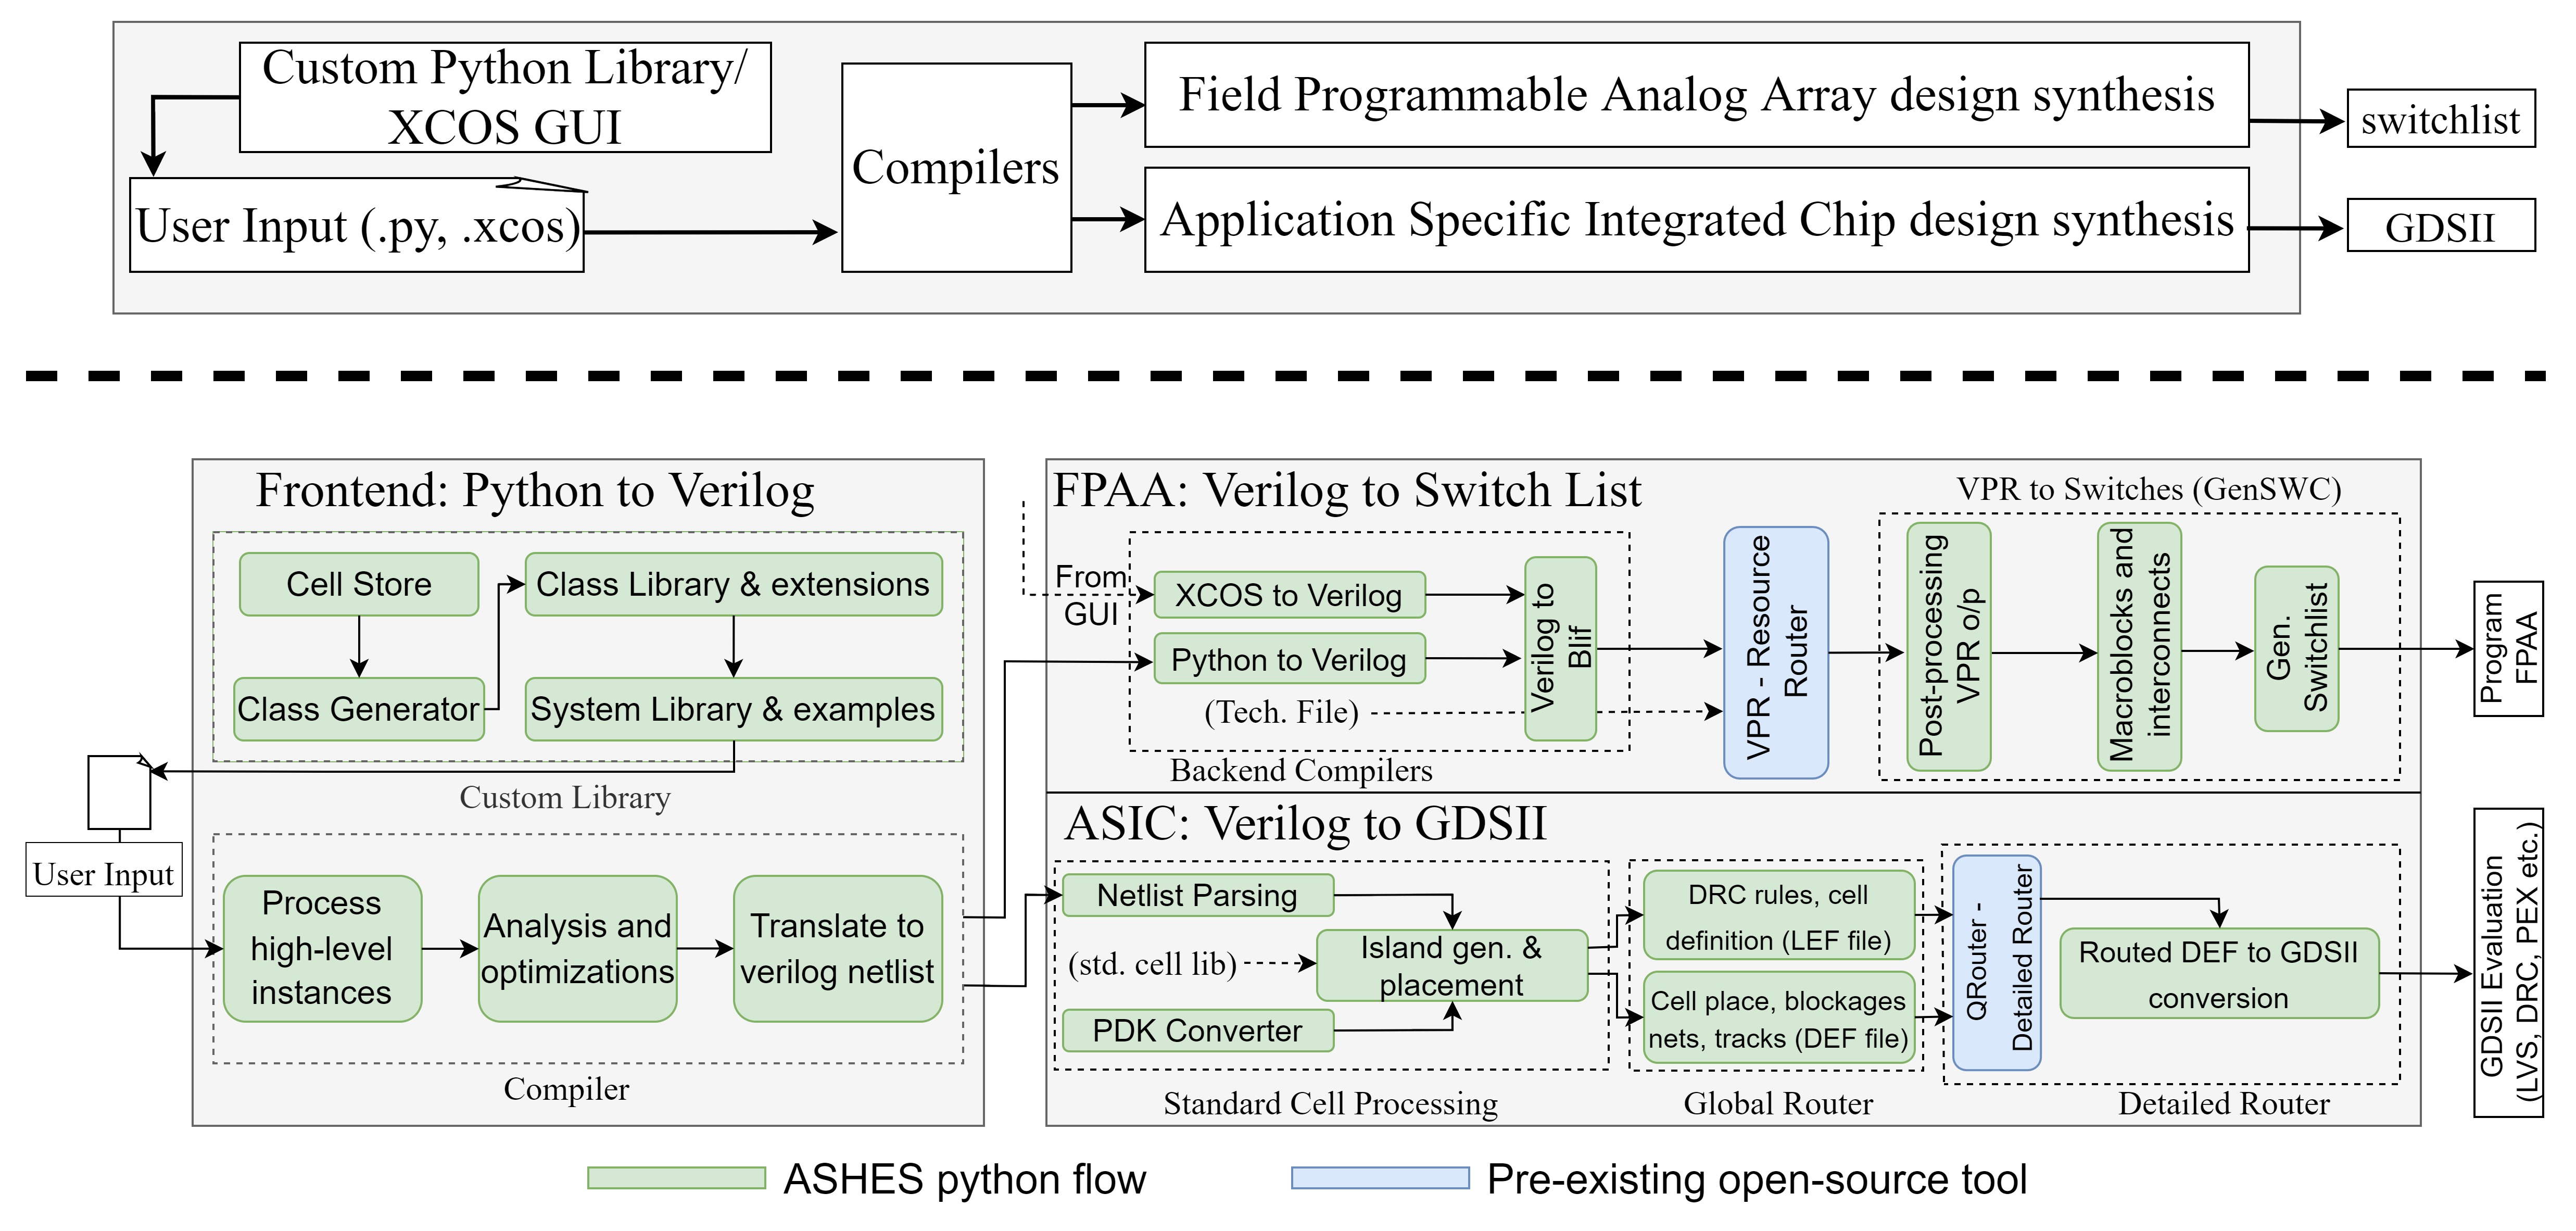 Custom Python Library/
XCOS GUI
User Input (.py, .xcos)
Compilers
Field Programmable Analog Array design synthesis
Application Specific Integrated Chip design synthesis
switchlist
GDSII
Frontend: Python to Verilog
Cell Store
Class Library & extensions
Class Generator
System Library & examples
Custom Library
User Input
Process
high-level
instances
Analysis and
optimizations
Translate to
verilog netlist
Compiler
FPAA: Verilog to Switch List
From
GUI
XCOS to Verilog
Python to Verilog
(Tech. File)
Verilog to
Blif
Backend Compilers
VPR - Resource
Router
VPR to Switches (GenSWC)
Post-processing
VPR o/p
Macroblocks and
interconnects
Gen.
Switchlist
Program
FPAA
ASIC: Verilog to GDSII
Netlist Parsing
(std. cell lib)
PDK Converter
Island gen. &
placement
Standard Cell Processing
DRC rules, cell
definition (LEF file)
Cell place, blockages
nets, tracks (DEF file)
Global Router
QRouter -
Detailed Router
Routed DEF to GDSII
conversion
Detailed Router
GDSII Evaluation
(LVS, DRC, PEX etc.)
ASHES python flow
Pre-existing open-source tool